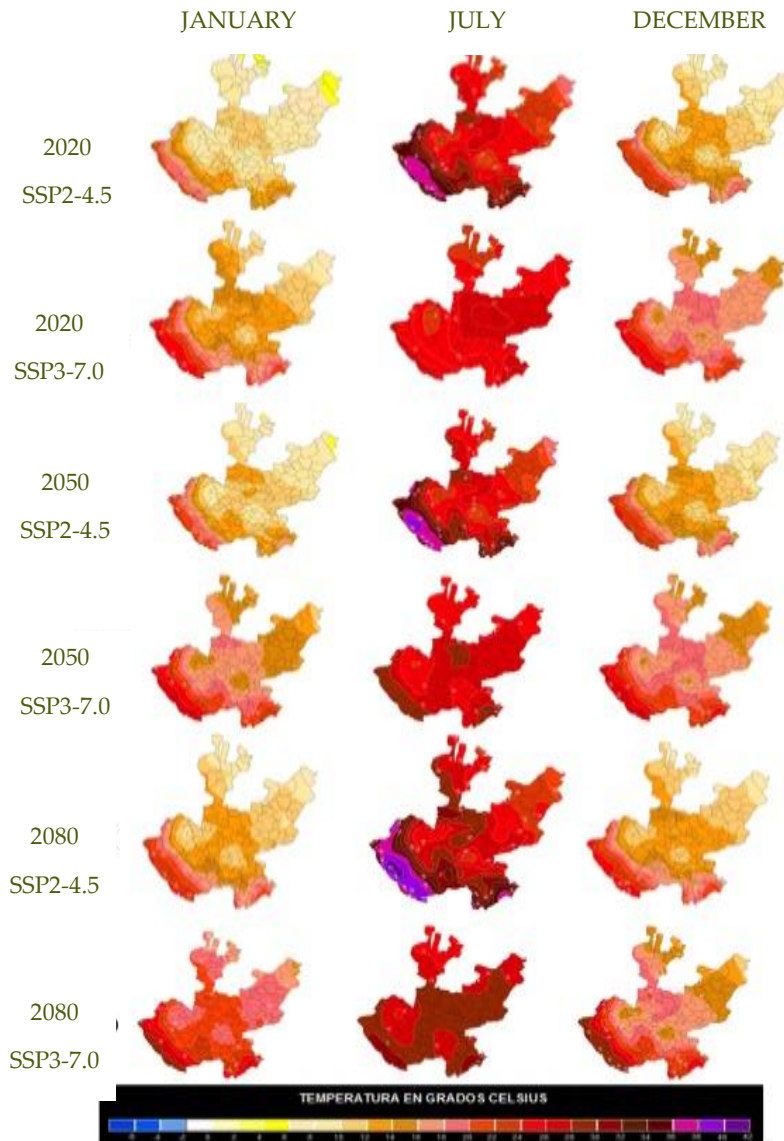 JANUARY JULY DECEMBER
2020
SSP2-4.5
2020
SSP3-7.0
2050
SSP2-4.5
2050
SSP3-7.0
2080
SSP2-4.5
2080
SSP3-7.0
TEMPERATURA EN GRADOS CELSIUS